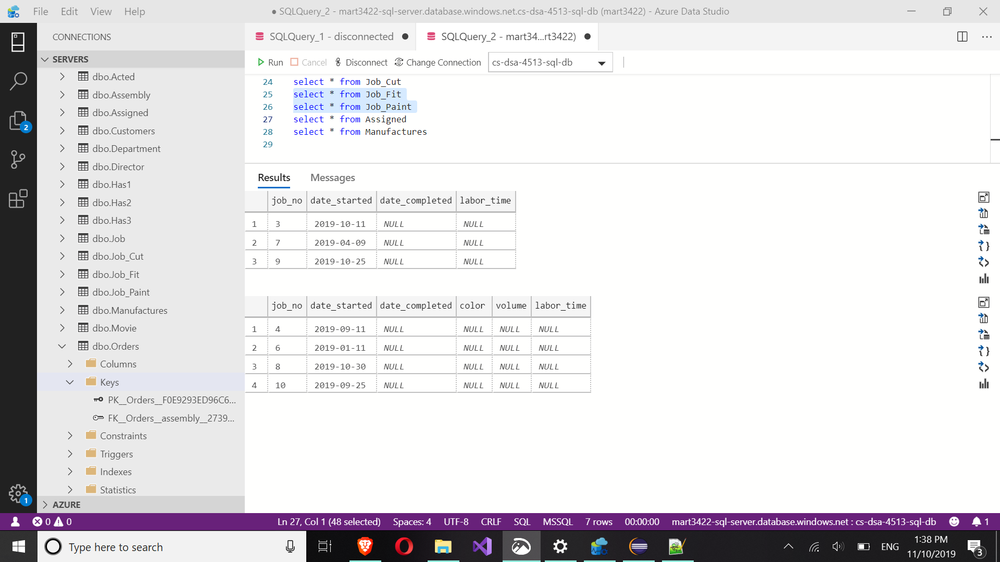 File Edit View Help
● SQLQuery_2 - mart3422-sql-server.database.windows.net.cs-dsa-4513-sql-db (mart3422) - Azure Data Studio
CONNECTIONS
SERVERS
dbo.Acted
dbo.Assembly
dbo.Assigned
dbo.Customers
dbo.Department
dbo.Director
dbo.Has1
dbo.Has2
dbo.Has3
dbo.Job
dbo.Job_Cut
dbo.Job_Fit
dbo.Job_Paint
dbo.Manufactures
dbo.Movie
dbo.Orders
Columns
Keys
PK__Orders__F0E9293ED96C6...
FK__Orders__assembly__2739...
Constraints
Triggers
Indexes
Statistics
AZURE
2
1
SQLQuery_1 - disconnected ●
SQLQuery_2 - mart34...rt3422) ●
Run Cancel Disconnect Change Connection cs-dsa-4513-sql-db
24 select * from Job_Cut
25 select * from Job_Fit
26 select * from Job_Paint
27 select * from Assigned
28 select * from Manufactures
29
Results Messages
job_no date_started date_completed labor_time
1 3 2019-10-11 NULL NULL
2 7 2019-04-09 NULL NULL
3 9 2019-10-25 NULL NULL
job_no date_started date_completed color volume labor_time
1 4 2019-09-11 NULL NULL NULL NULL
2 6 2019-01-11 NULL NULL NULL NULL
3 8 2019-10-30 NULL NULL NULL NULL
4 10 2019-09-25 NULL NULL NULL NULL
0 0 Ln 27, Col 1 (48 selected) Spaces: 4 UTF-8 CRLF SQL MSSQL 7 rows 00:00:00 mart3422-sql-server.database.windows.net : cs-dsa-4513-sql-db 1
Type here to search
ENG
1:38 PM
11/10/2019
3